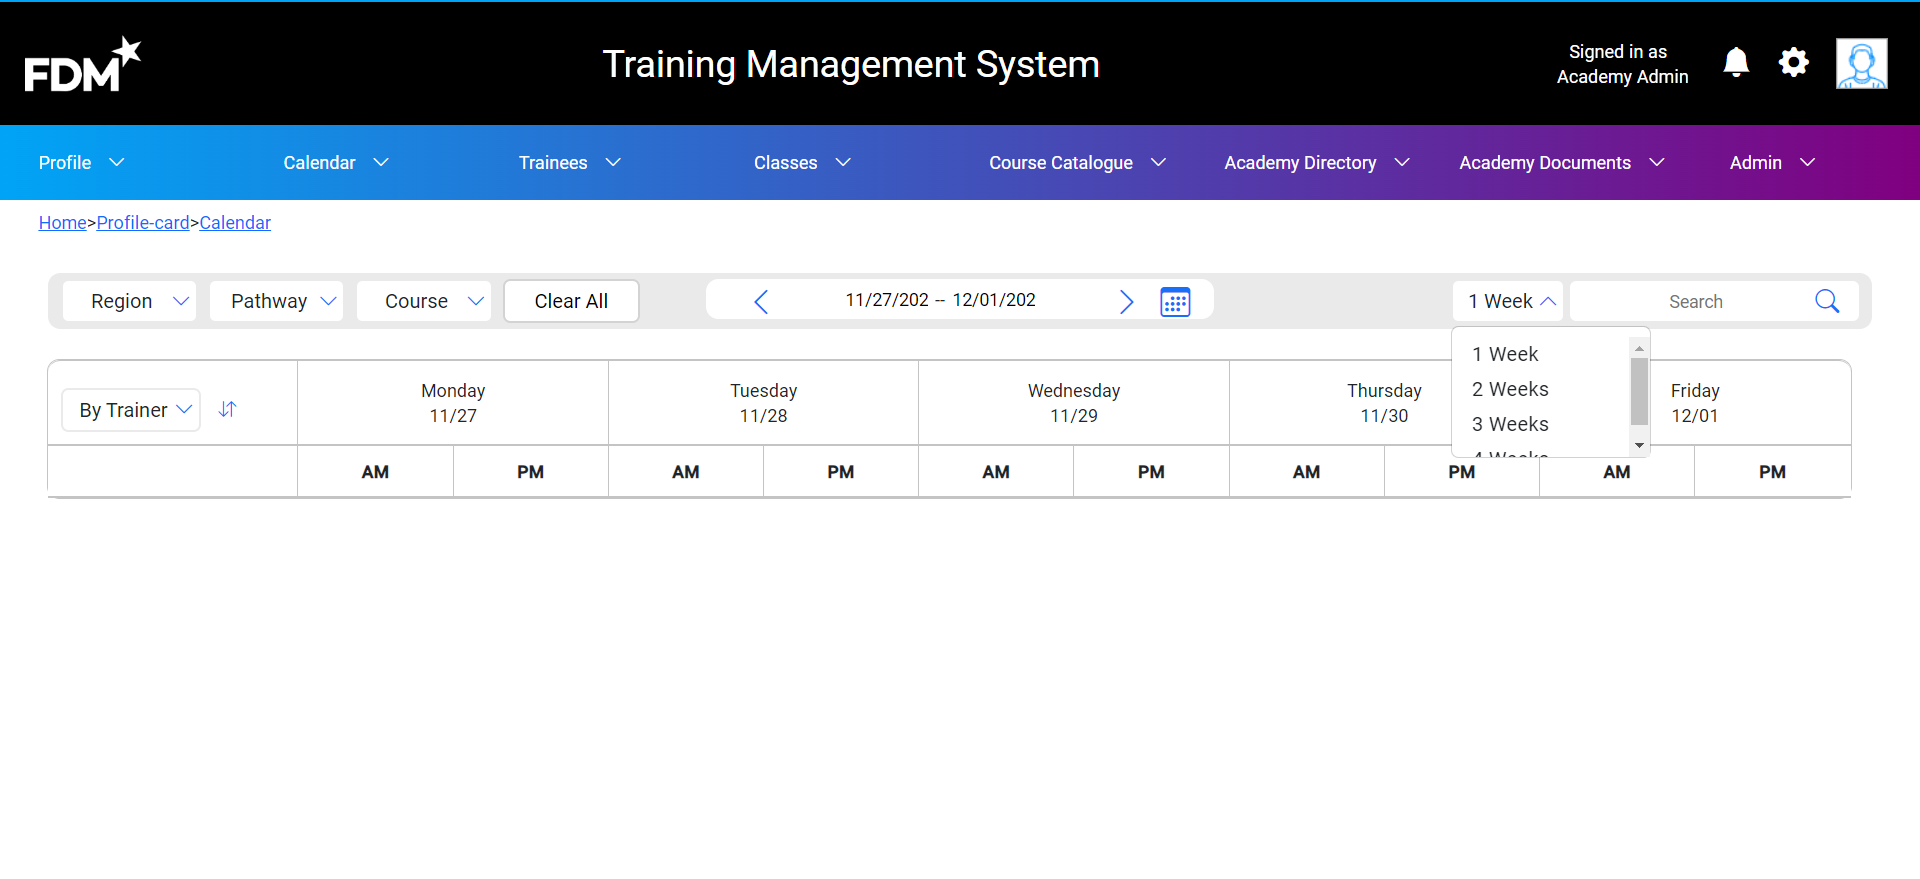 FDM
Training Management System
Signed in as
Academy Admin
Profile
Calendar
Trainees
Classes
Course Catalogue
Academy Directory
Academy Documents
Admin
Home>Profile-card>Calendar
Region
Pathway
Course
Clear All
11/27/202 -- 12/01/202
1 Week
Search
1 Week
2 Weeks
3 Weeks
4 Weeks
By Trainer
Monday
11/27
Tuesday
11/28
Wednesday
11/29
Thursday
11/30
Friday
12/01
AM PM AM PM AM PM AM PM AM PM